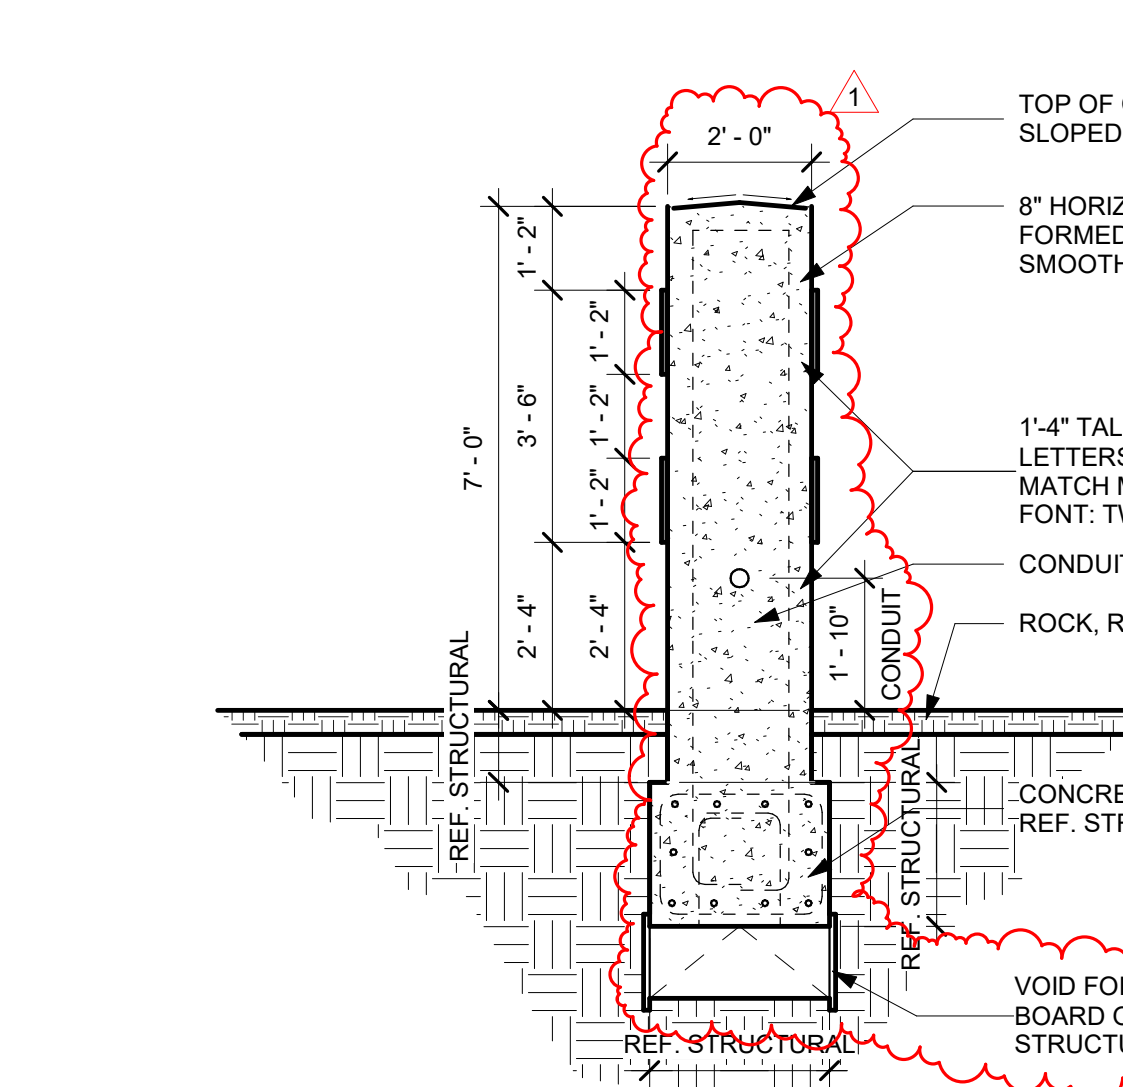 1
2' - 0"
TOP OF
SLOPED
1' - 2"
8" HORIZ
FORMED
SMOOTH
1' - 2"
3' - 6"
1' - 2"
7' - 0"
1'-4" TAL
LETTERS
MATCH M
FONT: TW
1' - 2"
CONDUIT
2' - 4"
2' - 4"
1' - 10"
CONDUIT
ROCK, R
REF. STRUCTURAL
REF. STRUCTURAL
CONCRE
REF. STR
VOID FO
BOARD O
STRUCTU
REF. STRUCTURAL